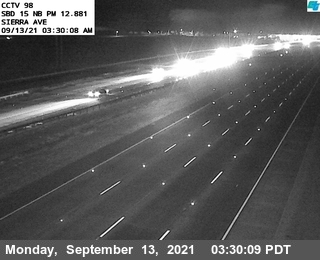 CCTV 98
SBD 15 NB PM 12.881
SIERRA AVE
09/13/21 03:30:08 AM
Monday, September 13, 2021 03:30:09 PDT